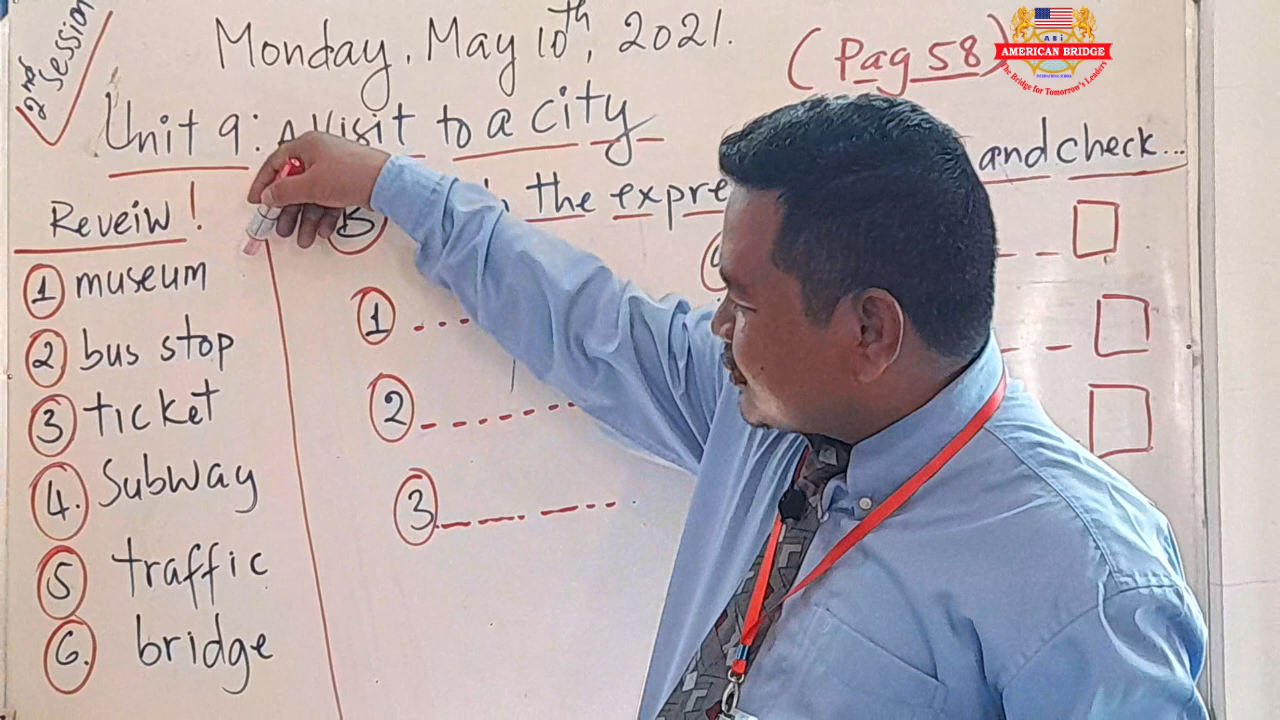 2nd session
Monday, May 10th, 2021.
(Pag 58)
Unit 9: A visit to a city
and check...
the expre
Reveiw!
1 museum
2 bus stop
3 ticket
4. Subway
5 traffic
6. bridge
B
1
2
3
ABi
AMERICAN BRIDGE
The Bridge for Tomorrow's Leaders